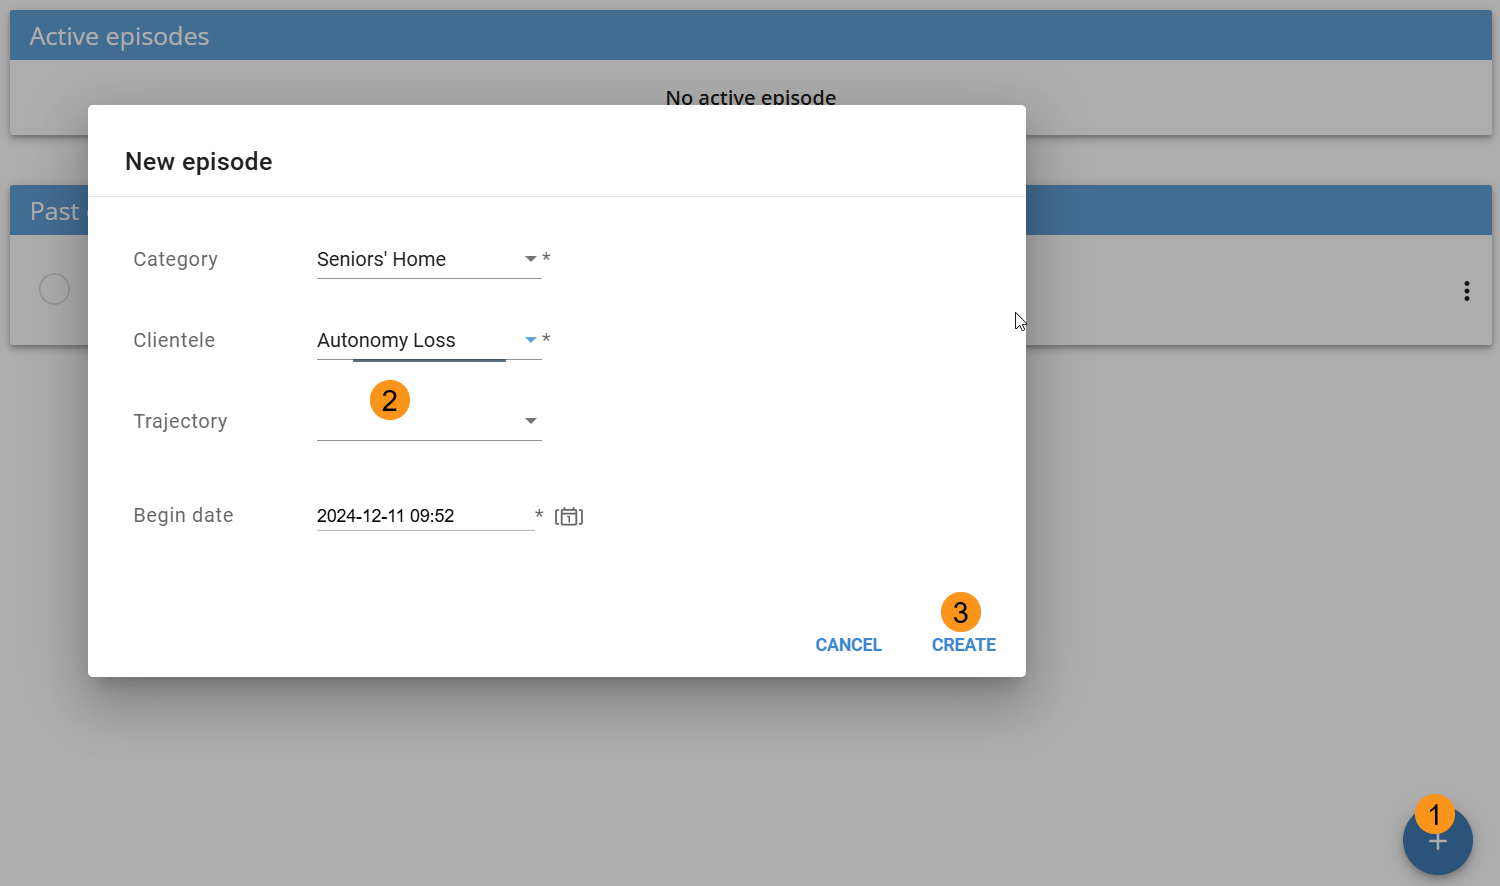 Active episodes
No active episode
New episode
Past
Category Seniors' Home *
Clientele Autonomy Loss *
2
Trajectory
Begin date 2024-12-11 09:52 * [1]
3
CANCEL CREATE
1
+